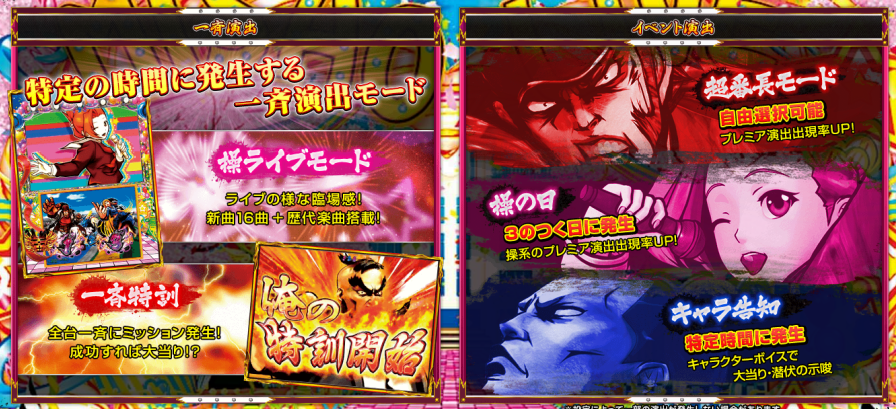 一斉演出
特定の時間に発生する
一斉演出モード
操ライブモード
ライブの様な臨場感!
新曲16曲+歴代楽曲搭載!
一斉特訓
全台一斉にミッション発生!
成功すれば大当り!?
俺の
特訓開始
イベント演出
超番長モード
自由選択可能
プレミア演出出現率UP!
操の日
3のつく日に発生
操系のプレミア演出出現率UP!
キャラ告知
特定時間に発生
キャラクターボイスで
大当り・潜伏の示唆